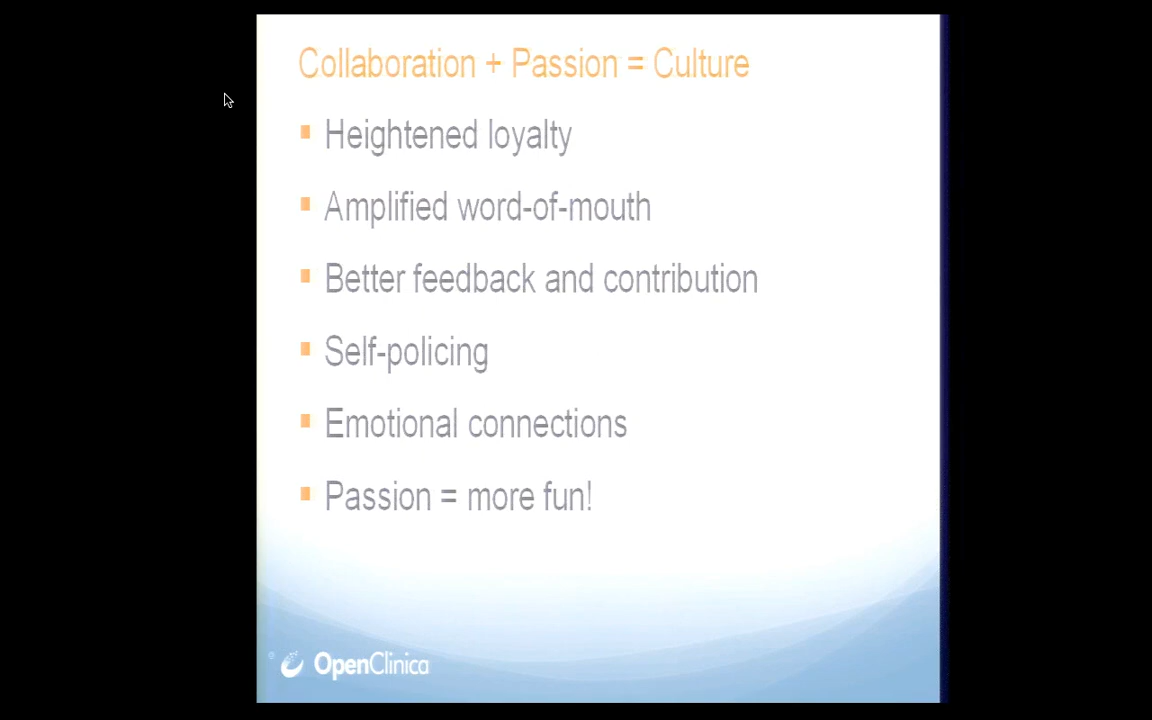 Collaboration + Passion = Culture
Heightened loyalty
Amplified word-of-mouth
Better feedback and contribution
Self-policing
Emotional connections
Passion = more fun!
OpenClinica